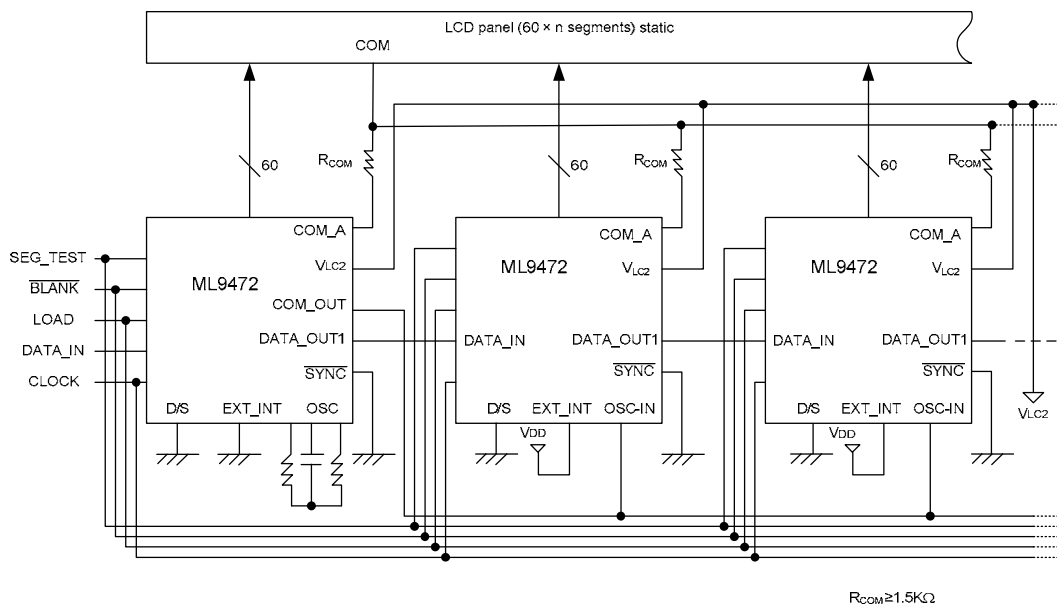 LCD panel (60 × n segments) static
COM
60
60
60
RCOM
RCOM
RCOM
SEG_TEST
BLANK
LOAD
DATA_IN
CLOCK
ML9472
COM_A
VLC2
COM_OUT
DATA_OUT1
SYNC
D/S
EXT_INT
OSC
ML9472
COM_A
VLC2
DATA_IN
DATA_OUT1
SYNC
D/S
EXT_INT
OSC-IN
VDD
ML9472
COM_A
VLC2
DATA_IN
DATA_OUT1
SYNC
D/S
EXT_INT
OSC-IN
VDD
VLC2
RCOM≥1.5KΩ